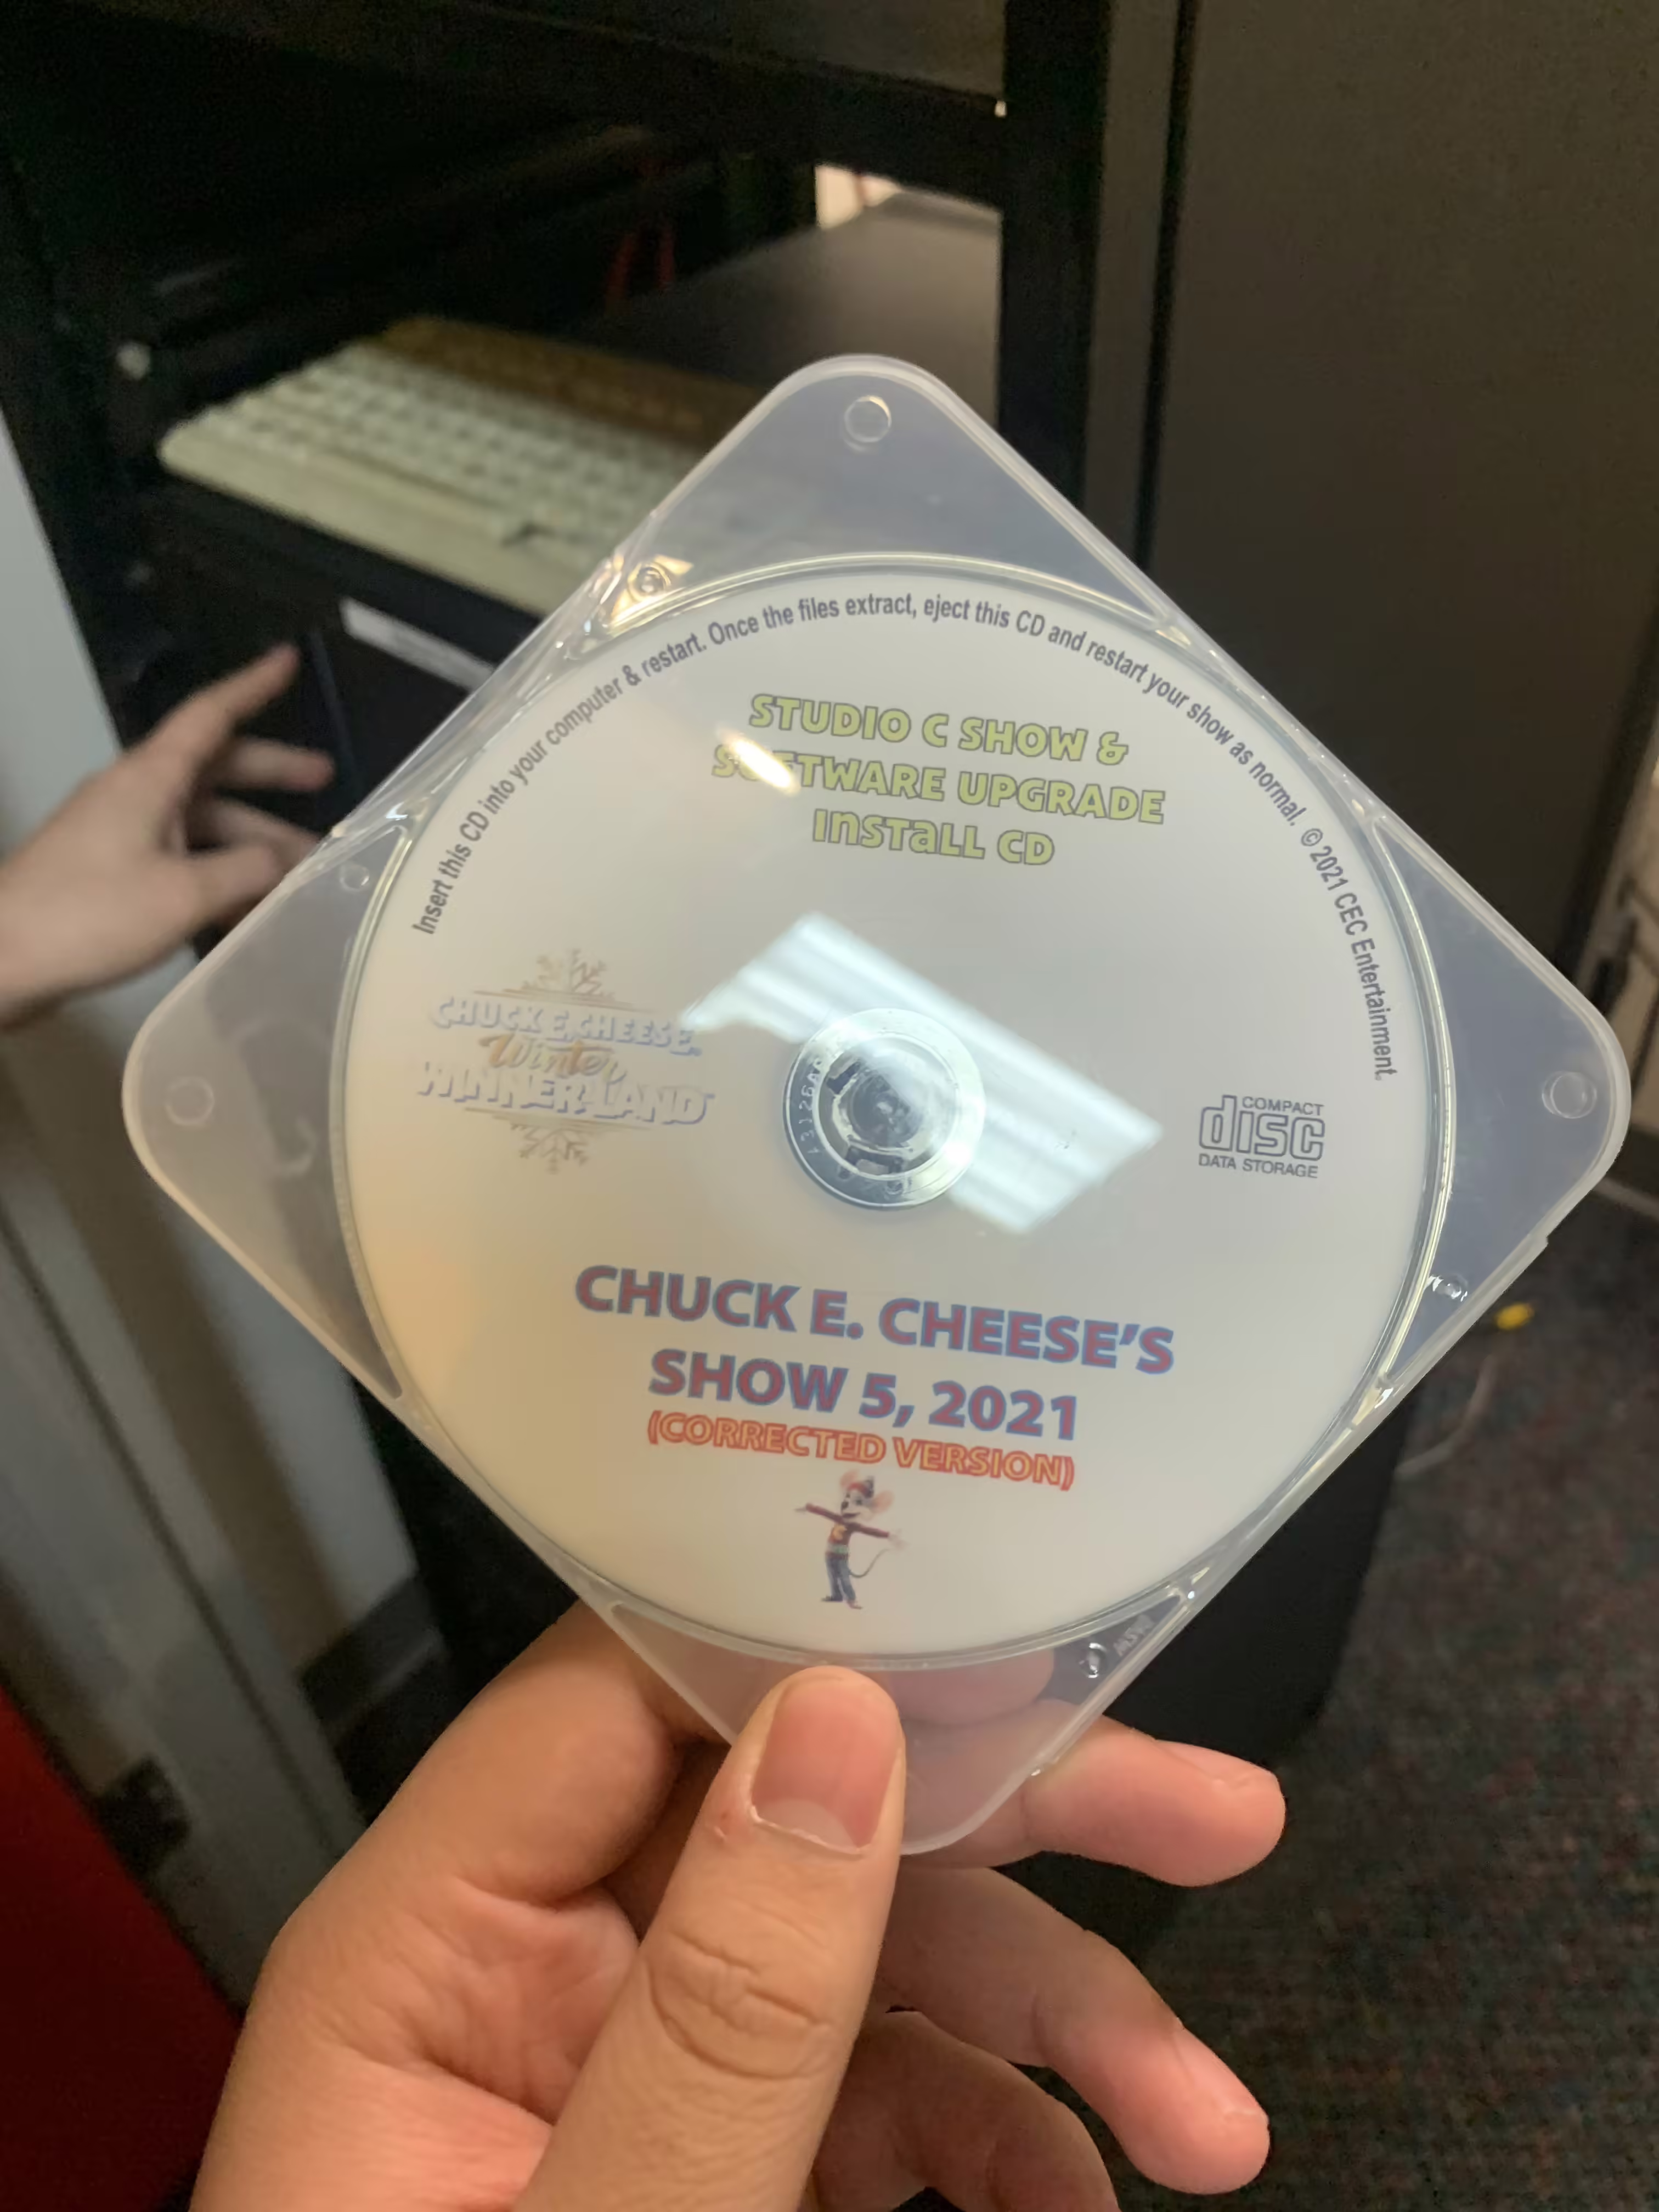 Insert this CD into your computer & restart. Once the files extract, eject this CD and restart your show as normal. © 2021 CEC Entertainment
STUDIO C SHOW &
SOFTWARE UPGRADE
INSTALL CD
CHUCK E. CHEESE
Winter
WINNER-LAND™
COMPACT
disc
DATA STORAGE
CHUCK E. CHEESE'S
SHOW 5, 2021
(CORRECTED VERSION)